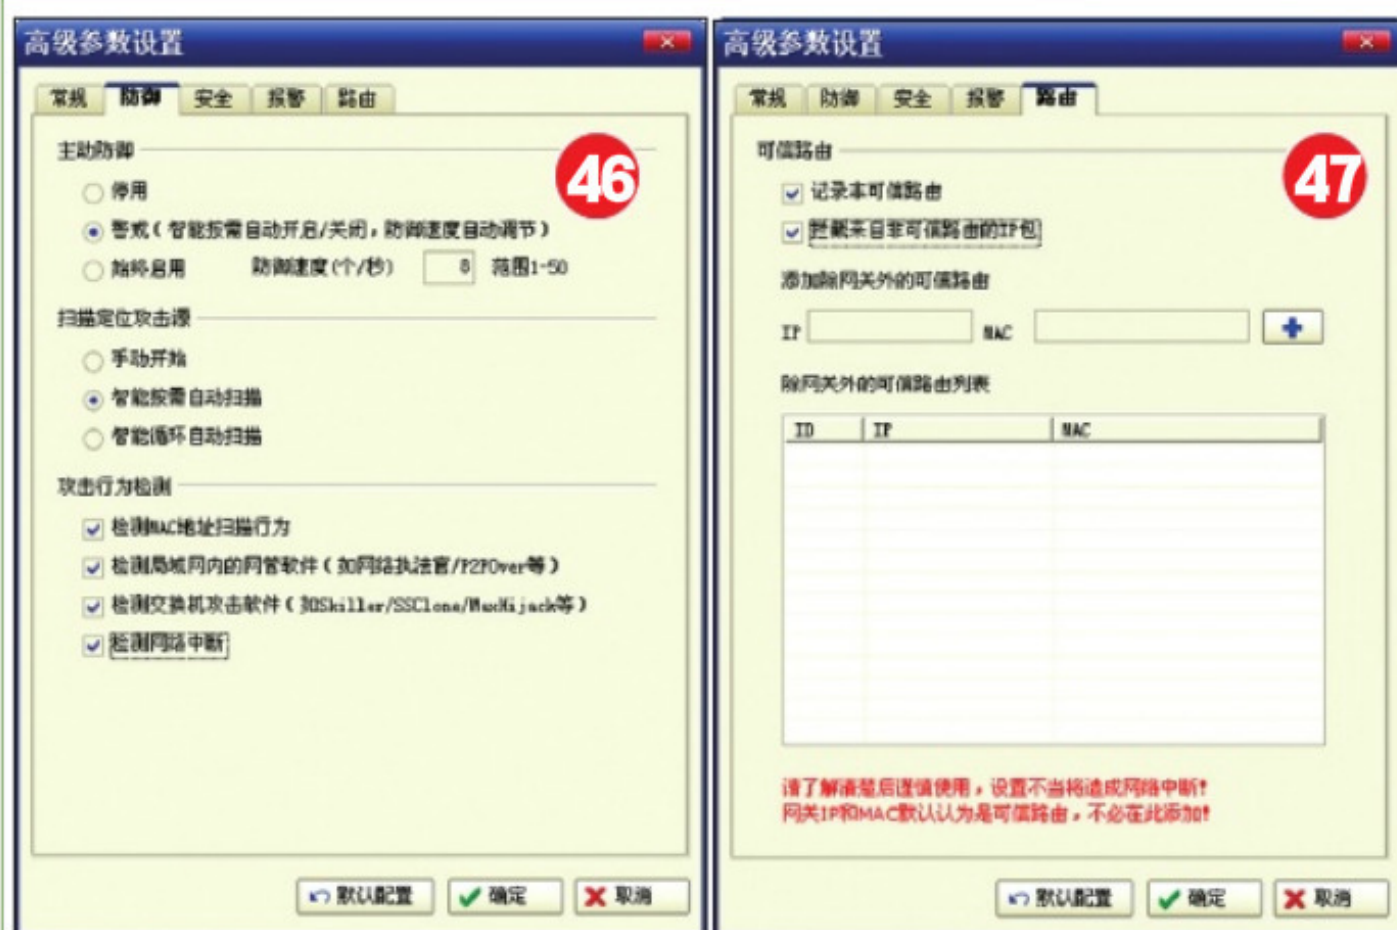 高级参数设置
常规 防御 安全 报警 路由
46
主动防御
停用
警戒(智能按需自动开启/关闭,防御速度自动调节)
始终启用 防御速度(个/秒) 8 范围1-50
扫描定位攻击源
手动开始
智能按需自动扫描
智能循环自动扫描
攻击行为检测
检测MAC地址扫描行为
检测局域网内的网管软件(如网络执法官/P2POver等)
检测交换机攻击软件(如Skiller/SSClone/MaxHijack等)
检测网络中断
默认配置 确定 取消
高级参数设置
常规 防御 安全 报警 路由
47
可信路由
记录本可信路由
拦截来自非可信路由的IP包
添加除网关外的可信路由
IP MAC
除网关外的可信路由列表
ID IP MAC
请了解清楚后谨慎使用,设置不当将造成网络中断!
网关IP和MAC默认认为是可信路由,不必在此添加!
默认配置 确定 取消